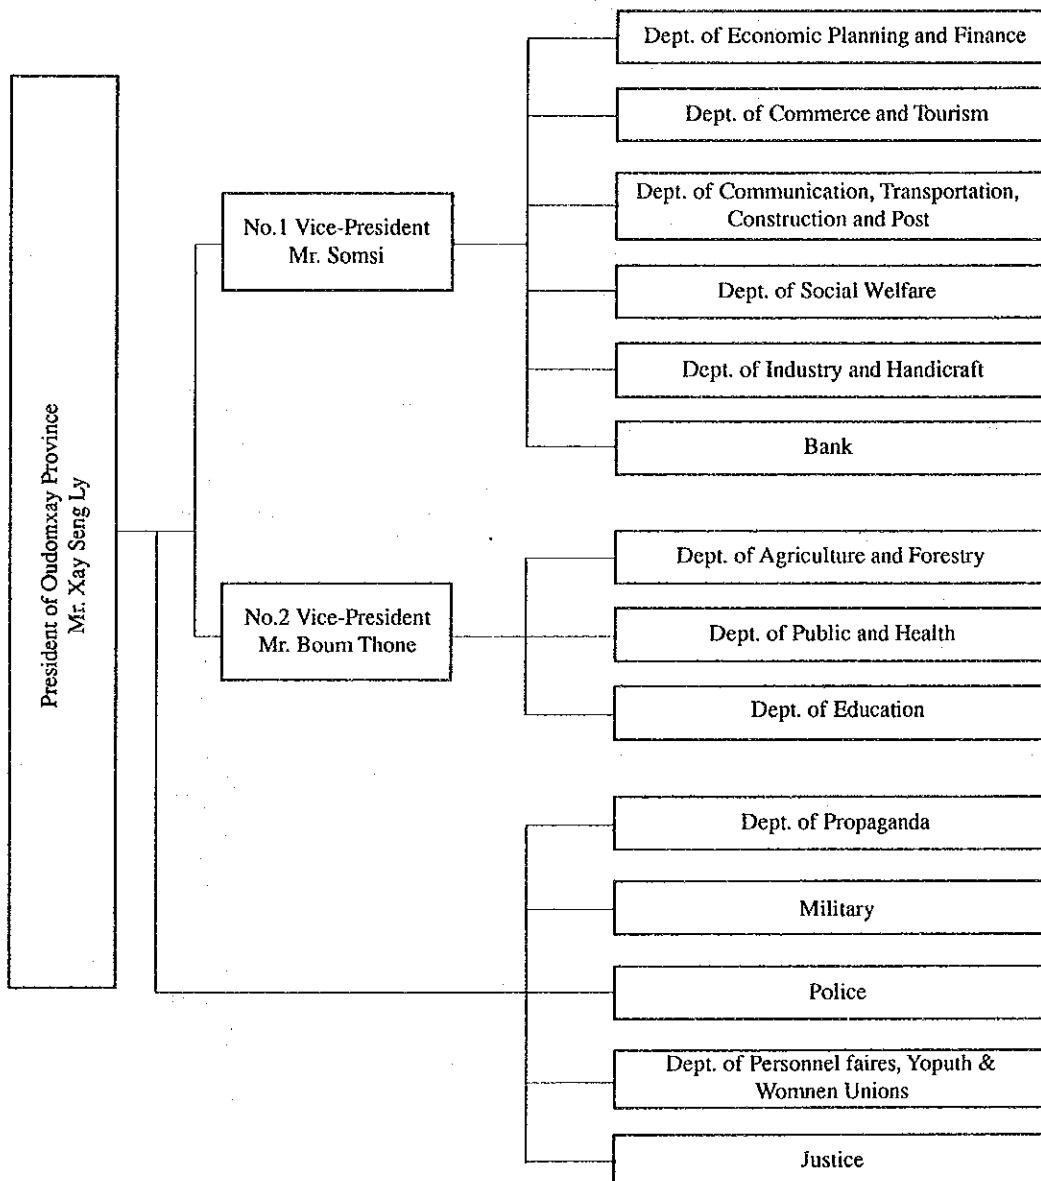 President of Oudomxay Province
Mr. Xay Seng Ly
No.1 Vice-President
Mr. Somsi
Dept. of Economic Planning and Finance
Dept. of Commerce and Tourism
Dept. of Communication, Transportation,
Construction and Post
Dept. of Social Welfare
Dept. of Industry and Handicraft
Bank
No.2 Vice-President
Mr. Boum Thone
Dept. of Agriculture and Forestry
Dept. of Public and Health
Dept. of Education
Dept. of Propaganda
Military
Police
Dept. of Personnel faires, Yoputh &
Womnen Unions
Justice